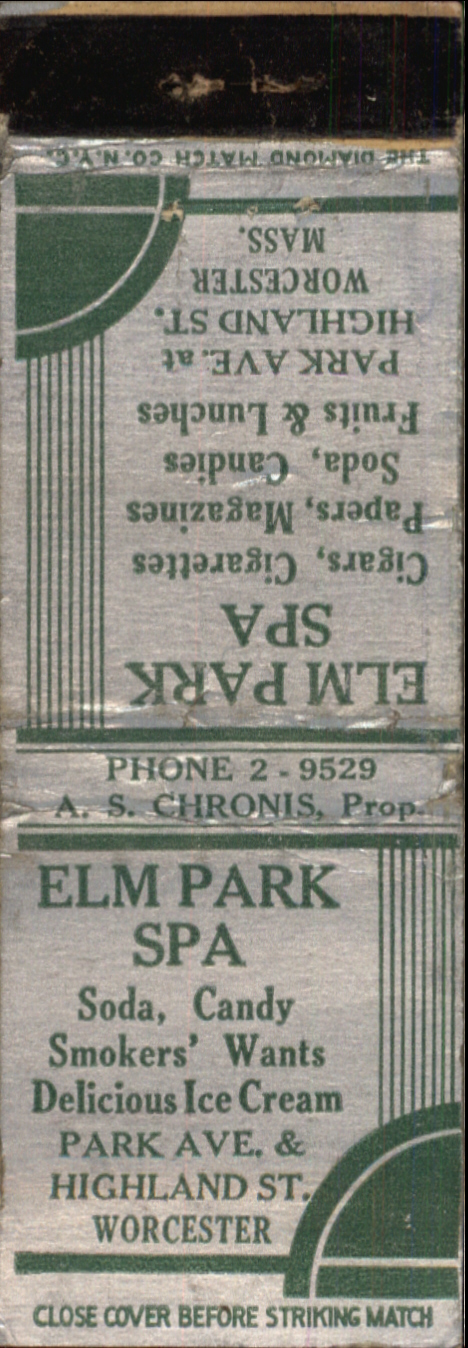 THE DIAMOND MATCH CO. N.Y.C.
ELM PARK
SPA
Cigars, Cigarettes
Papers, Magazines
Soda, Candies
Fruits & Lunches
PARK AVE. at
HIGHLAND ST.
WORCESTER
MASS.
PHONE 2 - 9529
A. S. CHRONIS, Prop.
ELM PARK
SPA
Soda, Candy
Smokers' Wants
Delicious Ice Cream
PARK AVE. &
HIGHLAND ST.
WORCESTER
CLOSE COVER BEFORE STRIKING MATCH